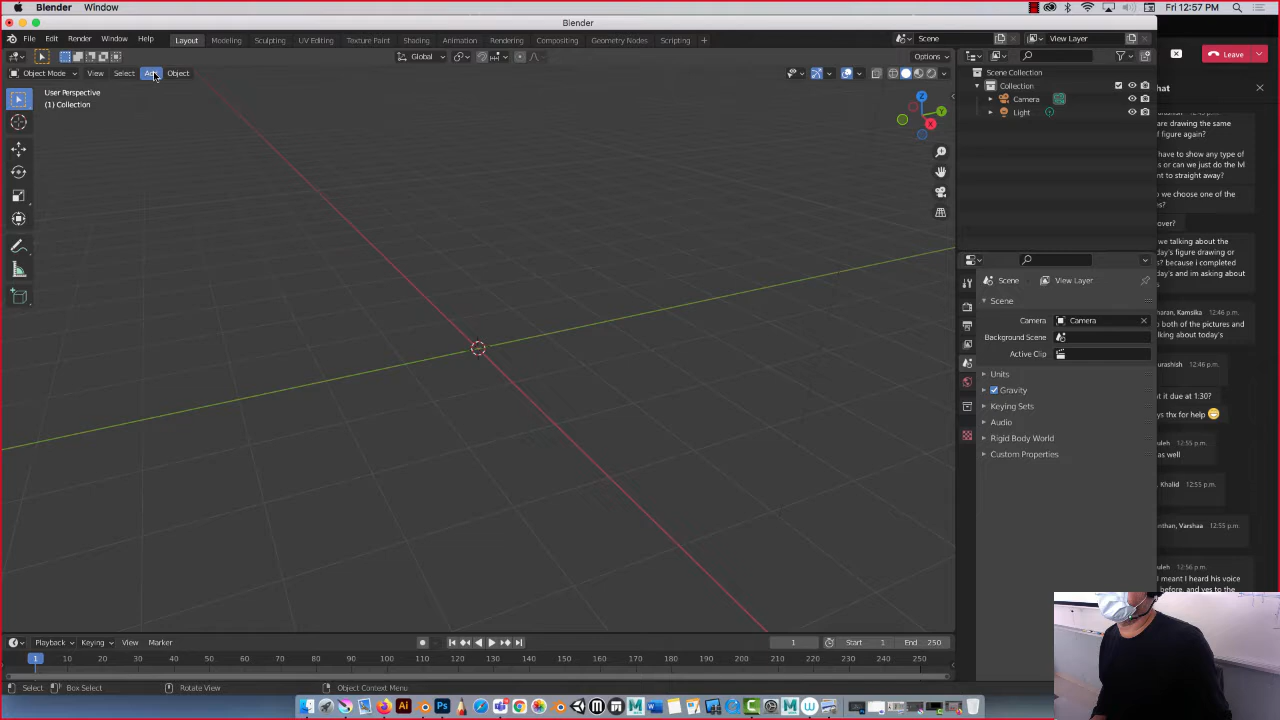 Blender Window
Fri 12:57 PM
Blender
File Edit Render Window Help
Layout Modeling Sculpting UV Editing Texture Paint Shading Animation Rendering Compositing Geometry Nodes Scripting +
Scene View Layer
Global Options
Object Mode View Select Add Object
User Perspective
(1) Collection
Z
Y
X
Scene Collection
Collection
Camera
Light
Scene View Layer
Scene
Camera Camera
Background Scene
Active Clip
Units
Gravity
Keying Sets
Audio
Rigid Body World
Custom Properties
Leave
hat
are drawing the same
f figure again?
have to show any type of
s or can we just do the lvl
nt to straight away?
o we choose one of the
es?
over?
we talking about the
day's figure drawing or
? because i completed
day's and im asking about
haran, Kamsika 12:46 p.m.
o both of the pictures and
mbout today's
urashish 12:46 p.m.
t it due at 1:30?
ys thx for help
uleh 12:55 p.m.
as well
, Khalid 12:55 p.m.
nthan, Varshaa 12:55 p.m.
uleh 12:56 p.m.
I meant I heard his voice
before, and yes to the
Playback Keying View Marker
1 Start 1 End 250
1 10 20 30 40 50 60 70 80 90 100 110 120 130 140 150 160 170 180 190 200 210 220 230 240 250
Select Box Select Rotate View Object Context Menu